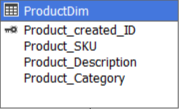 ProductDim
Product_created_ID
Product_SKU
Product_Description
Product_Category